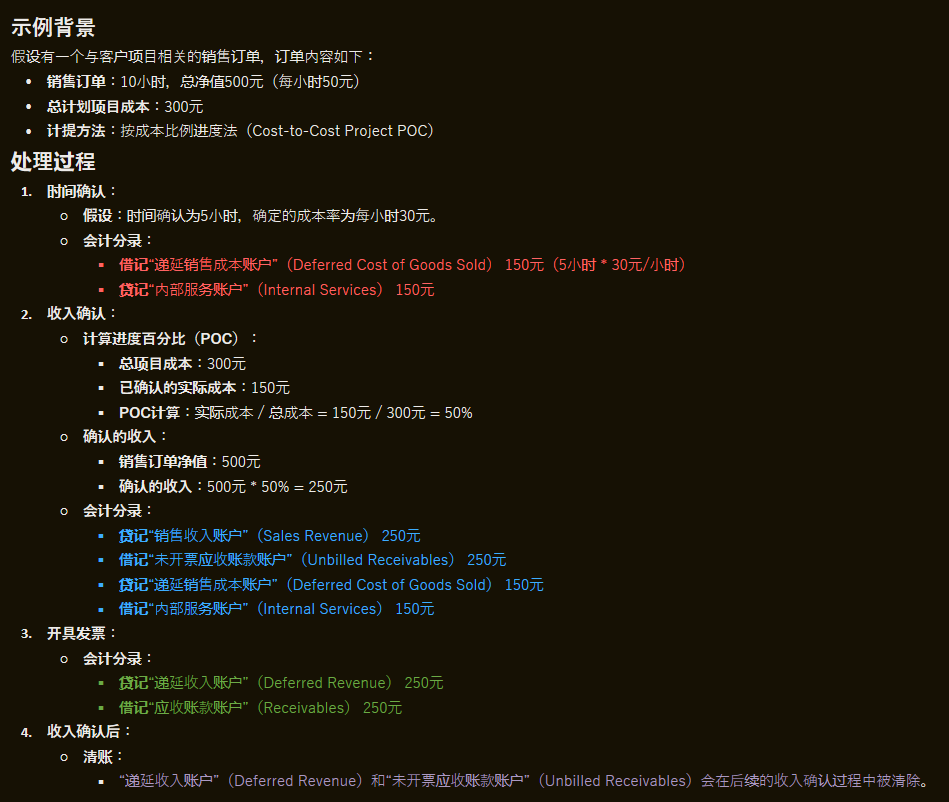 示例背景
假设有一个与客户项目相关的销售订单，订单内容如下：
• 销售订单：10小时，总净值500元（每小时50元）
• 总计划项目成本：300元
• 计提方法：按成本比例进度法（Cost-to-Cost Project POC）
处理过程
1. 时间确认：
○ 假设：时间确认为5小时，确定的成本率为每小时30元。
○ 会计分录：
▪ 借记“递延销售成本账户”（Deferred Cost of Goods Sold） 150元（5小时 * 30元/小时）
▪ 贷记“内部服务账户”（Internal Services） 150元
2. 收入确认：
○ 计算进度百分比（POC）：
▪ 总项目成本：300元
▪ 已确认的实际成本：150元
▪ POC计算：实际成本 / 总成本 = 150元 / 300元 = 50%
○ 确认的收入：
▪ 销售订单净值：500元
▪ 确认的收入：500元 * 50% = 250元
○ 会计分录：
▪ 贷记“销售收入账户”（Sales Revenue） 250元
▪ 借记“未开票应收账款账户”（Unbilled Receivables） 250元
▪ 贷记“递延销售成本账户”（Deferred Cost of Goods Sold） 150元
▪ 借记“内部服务账户”（Internal Services） 150元
3. 开具发票：
○ 会计分录：
▪ 贷记“递延收入账户”（Deferred Revenue） 250元
▪ 借记“应收账款账户”（Receivables） 250元
4. 收入确认后：
○ 清账：
▪ “递延收入账户”（Deferred Revenue）和“未开票应收账款账户”（Unbilled Receivables）会在后续的收入确认过程中被清除。